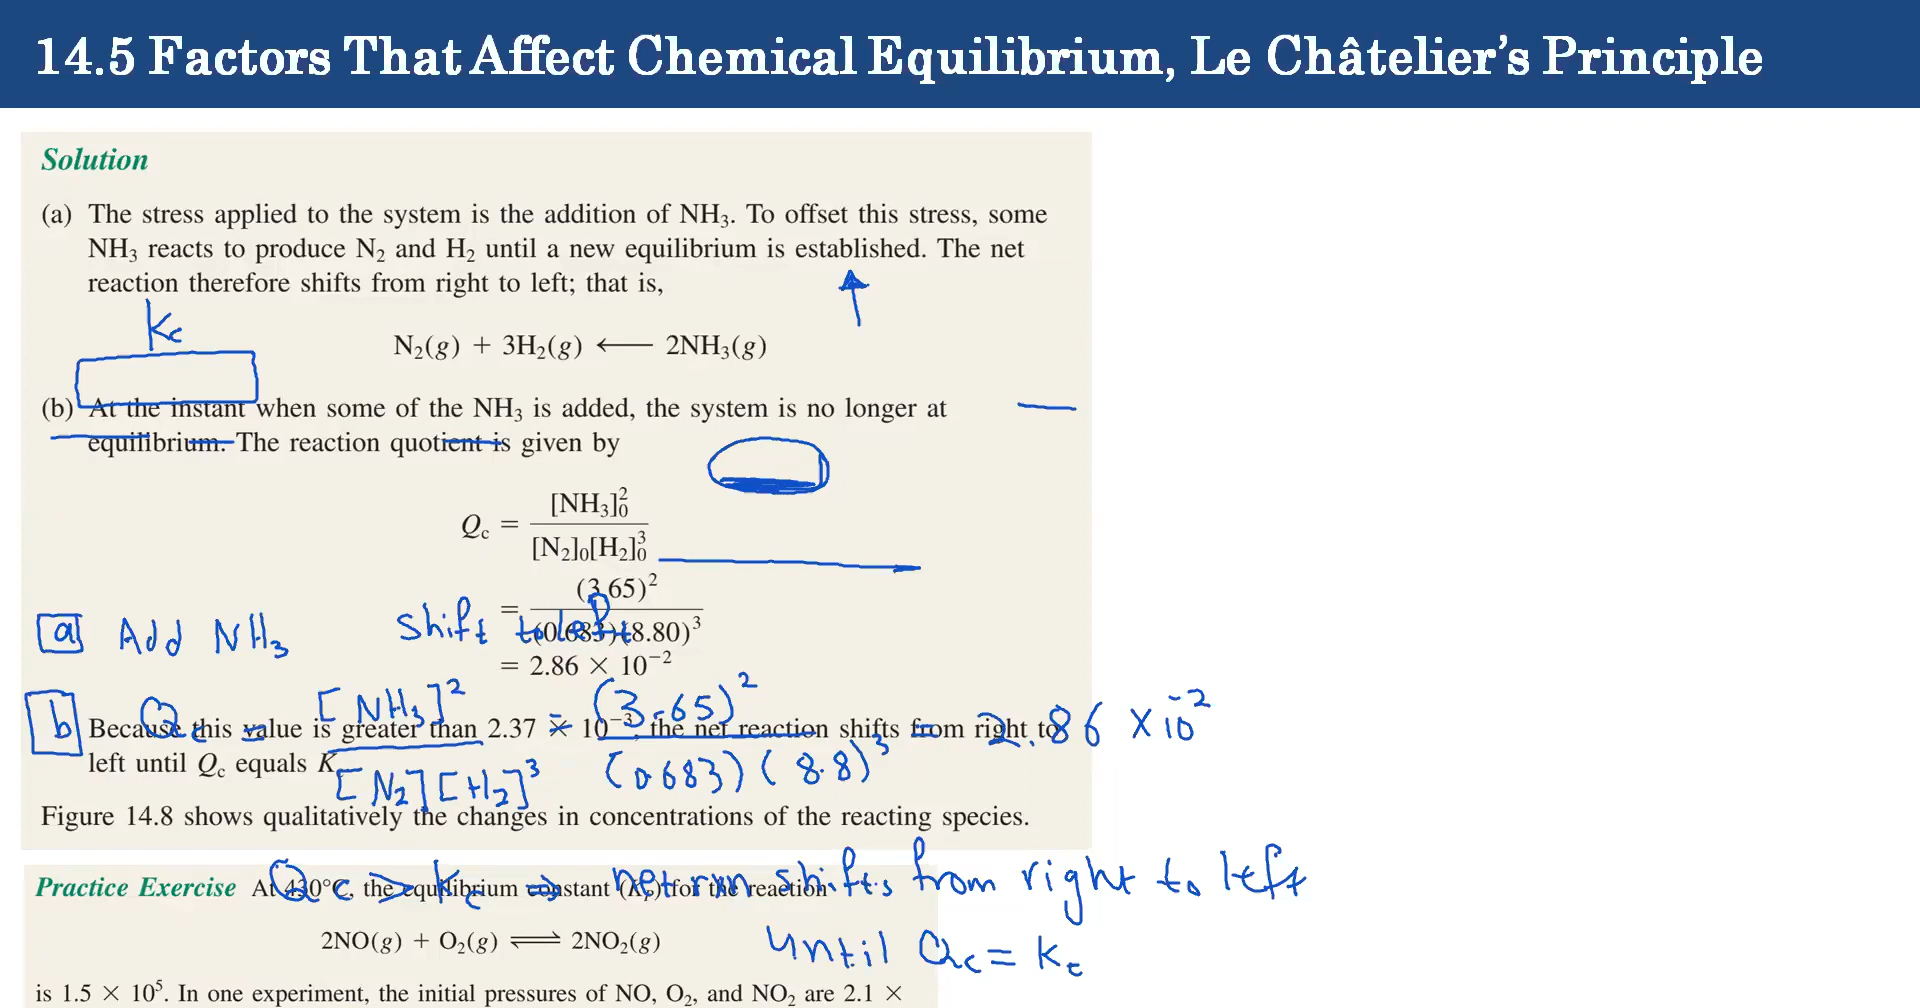 14.5 Factors That Affect Chemical Equilibrium, Le Châtelier's Principle
Solution
(a) The stress applied to the system is the addition of NH₃. To offset this stress, some
NH₃ reacts to produce N₂ and H₂ until a new equilibrium is established. The net
reaction therefore shifts from right to left; that is,
Kc
N₂(g) + 3H₂(g) ⟵ 2NH₃(g)
(b) At the instant when some of the NH₃ is added, the system is no longer at
equilibrium. The reaction quotient is given by
Qc = [NH₃]₀² / [N₂]₀[H₂]₀³
= (3.65)² / (0.683)(8.80)³
= 2.86 × 10⁻²
a Add NH₃ shift to left
b Qc = [NH₃]² / [N₂][H₂]³ = (3.65)² / (0.683)(8.8)³ = 2.86 × 10⁻²
Because this value is greater than 2.37 × 10⁻³, the net reaction shifts from right to
left until Qc equals K
Figure 14.8 shows qualitatively the changes in concentrations of the reacting species.
Qc > Kc ⇒ net rxn shifts from right to left
until Qc = Kc
Practice Exercise At 430°C, the equilibrium constant (Kp) for the reaction
2NO(g) + O₂(g) ⇌ 2NO₂(g)
is 1.5 × 10⁵. In one experiment, the initial pressures of NO, O₂, and NO₂ are 2.1 ×